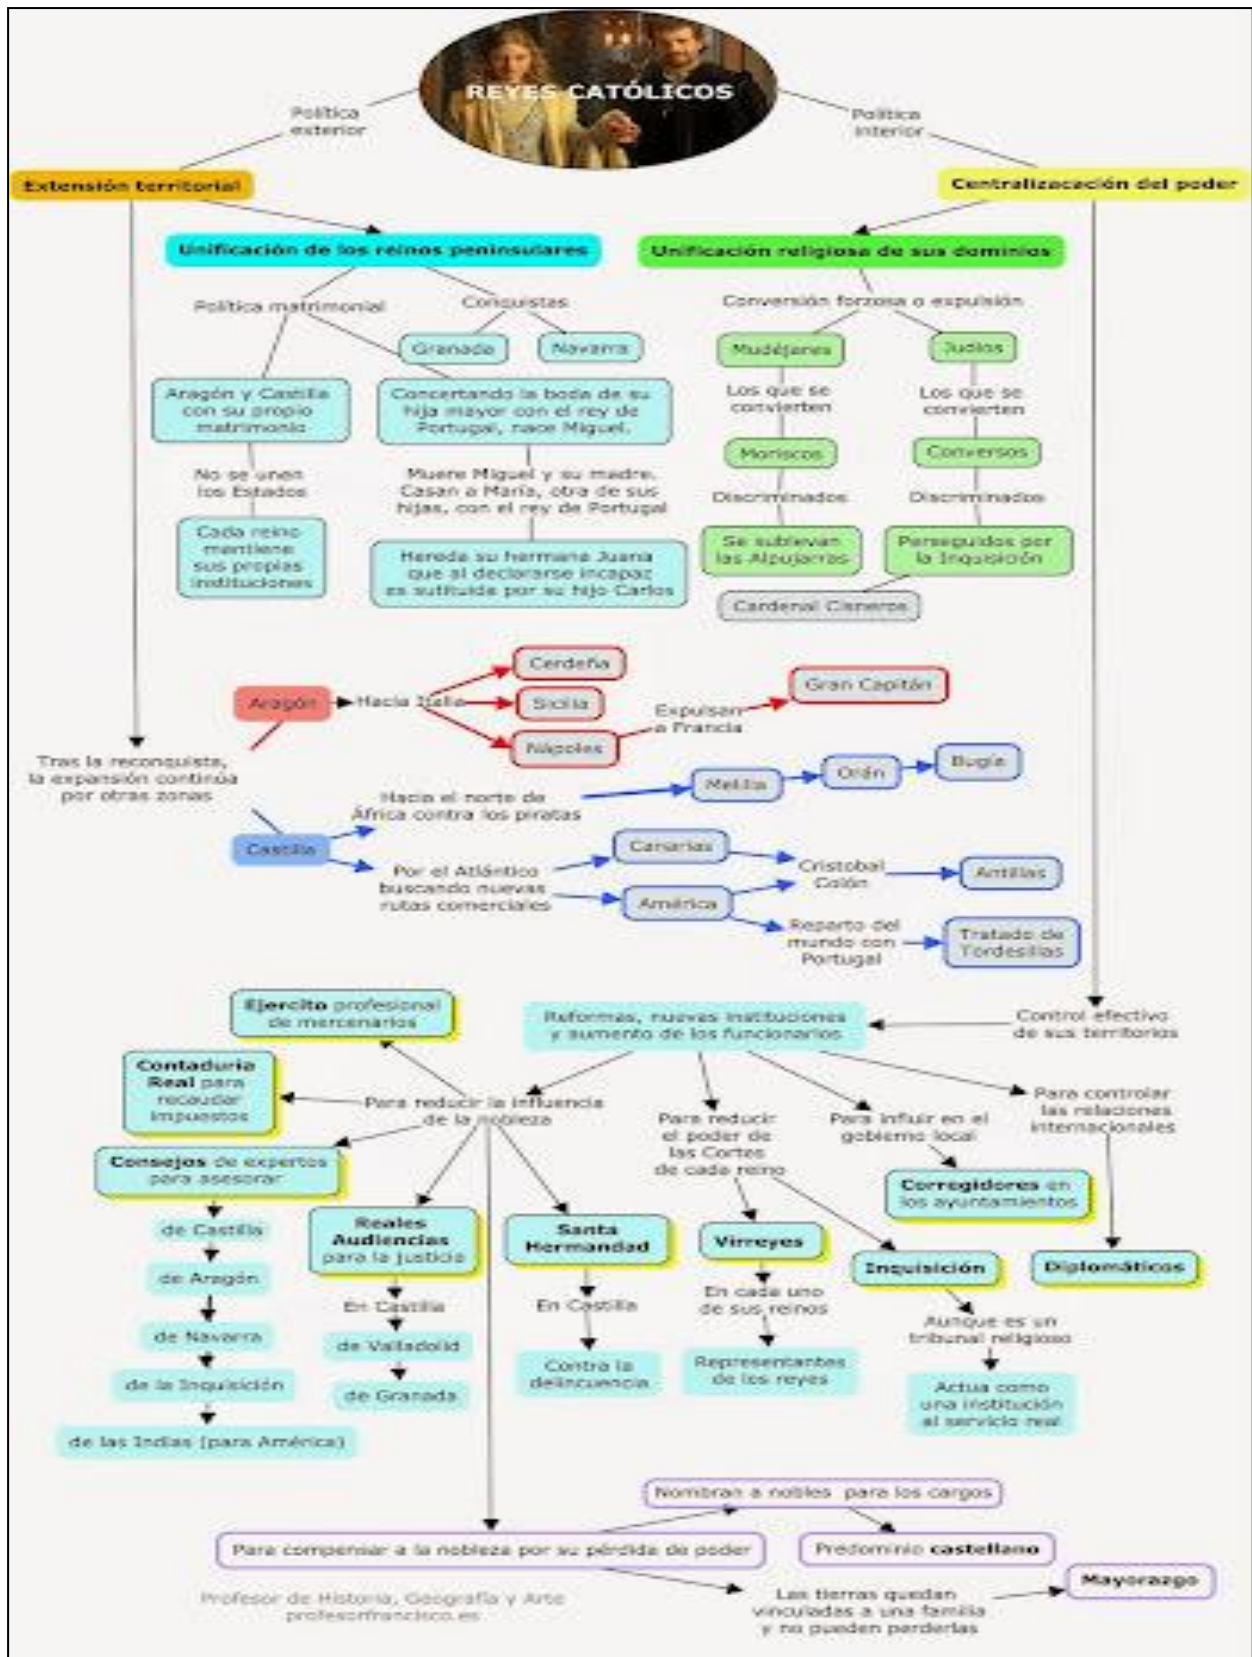 REYES CATÓLICOS
Política
exterior
Política
interior
Extensión territorial
Centralizacación del poder
Unificación de los reinos peninsulares
Unificación religiosa de sus dominios
Política matrimonial
Conquistas
Granada
Navarra
Aragón y Castilla
con su propio
matrimonio
Concertando la boda de su
hija mayor con el rey de
Portugal, nace Miguel.
No se unen
los Estados
Muere Miguel y su madre.
Casan a María, otra de sus
hijas, con el rey de Portugal
Cada reino
mantiene
sus propias
instituciones
Hereda su hermana Juana
que al declararse incapaz
es sutituida por su hijo Carlos
Conversión forzosa o expulsión
Mudéjares
Judíos
Los que se
convierten
Los que se
convierten
Moriscos
Conversos
Discriminados
Discriminados
Se sublevan
las Alpujarras
Perseguidos por
la Inquisición
Cardenal Cisneros
Tras la reconquista,
la expansión continúa
por otras zonas
Aragón
Hacia Italia
Cerdeña
Sicilia
Nápoles
Expulsan
a Francia
Gran Capitán
Castilla
Hacia el norte de
África contra los piratas
Melilla
Orán
Bugía
Por el Atlántico
buscando nuevas
rutas comerciales
Canarias
América
Cristobal
Colón
Antillas
Reparto del
mundo con
Portugal
Tratado de
Tordesillas
Control efectivo
de sus territorios
Reformas, nuevas instituciones
y aumento de los funcionarios
Ejercito profesional
de mercenarios
Contaduría
Real para
recaudar
impuestos
Para reducir la influencia
de la nobleza
Consejos de expertos
para asesorar
de Castilla
de Aragón
de Navarra
de la Inquisición
de las Indias (para América)
Reales
Audiencias
para la justicia
En Castilla
de Valladolid
de Granada
Santa
Hermandad
En Castilla
Contra la
delincuencia
Para reducir
el poder de
las Cortes
de cada reino
Virreyes
En cada uno
de sus reinos
Representantes
de los reyes
Inquisición
Aunque es un
tribunal religioso
Actua como
una institución
al servicio real
Para influir en el
gobierno local
Corregidores en
los ayuntamientos
Para controlar
las relaciones
internacionales
Diplomáticos
Para compensar a la nobleza por su pérdida de poder
Nombran a nobles para los cargos
Predominio castellano
Las tierras quedan
vinculadas a una familia
y no pueden perderlas
Mayorazgo
Profesor de Historia, Geografía y Arte
profesorfrancisco.es